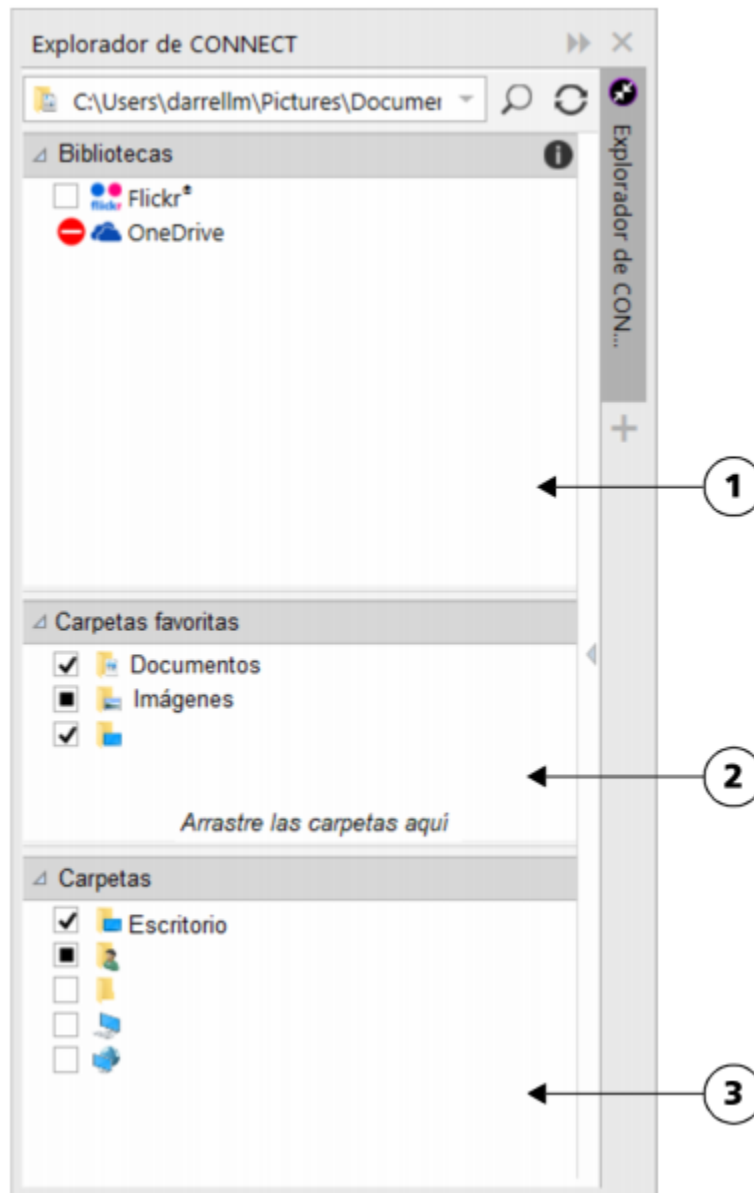 Explorador de CONNECT
C:\Users\darrellm\Pictures\Documer
Explorador de CON...
Bibliotecas
flickr Flickr®
OneDrive
1
Carpetas favoritas
Documentos
Imágenes
2
Arrastre las carpetas aquí
Carpetas
Escritorio
3